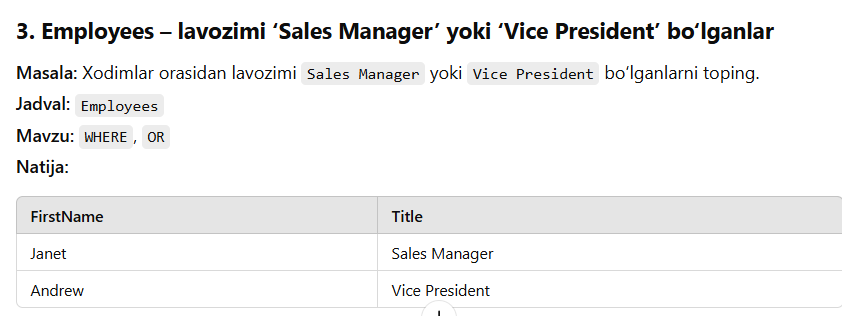 3. Employees – lavozimi ‘Sales Manager’ yoki ‘Vice President’ bo‘lganlar
Masala: Xodimlar orasidan lavozimi Sales Manager yoki Vice President bo‘lganlarni toping.
Jadval: Employees
Mavzu: WHERE, OR
Natija:
FirstName Title
Janet Sales Manager
Andrew Vice President